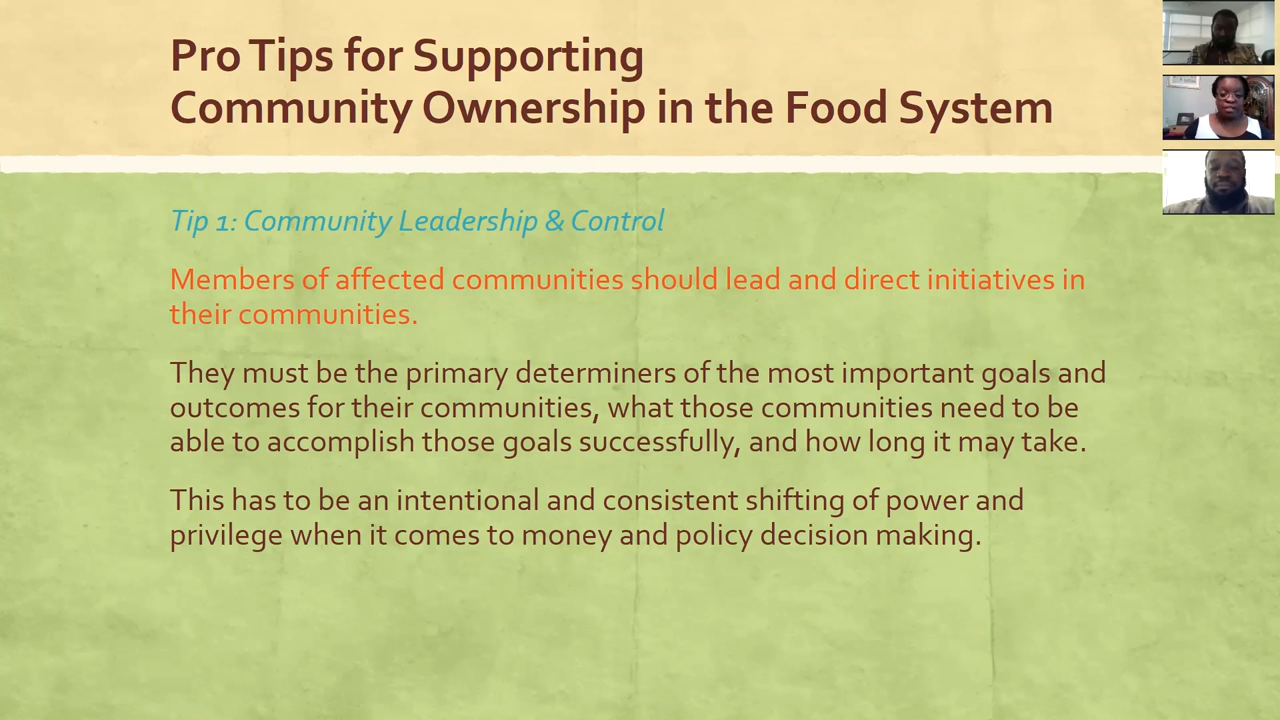 Pro Tips for Supporting
Community Ownership in the Food System
Tip 1: Community Leadership & Control
Members of affected communities should lead and direct initiatives in
their communities.
They must be the primary determiners of the most important goals and
outcomes for their communities, what those communities need to be
able to accomplish those goals successfully, and how long it may take.
This has to be an intentional and consistent shifting of power and
privilege when it comes to money and policy decision making.